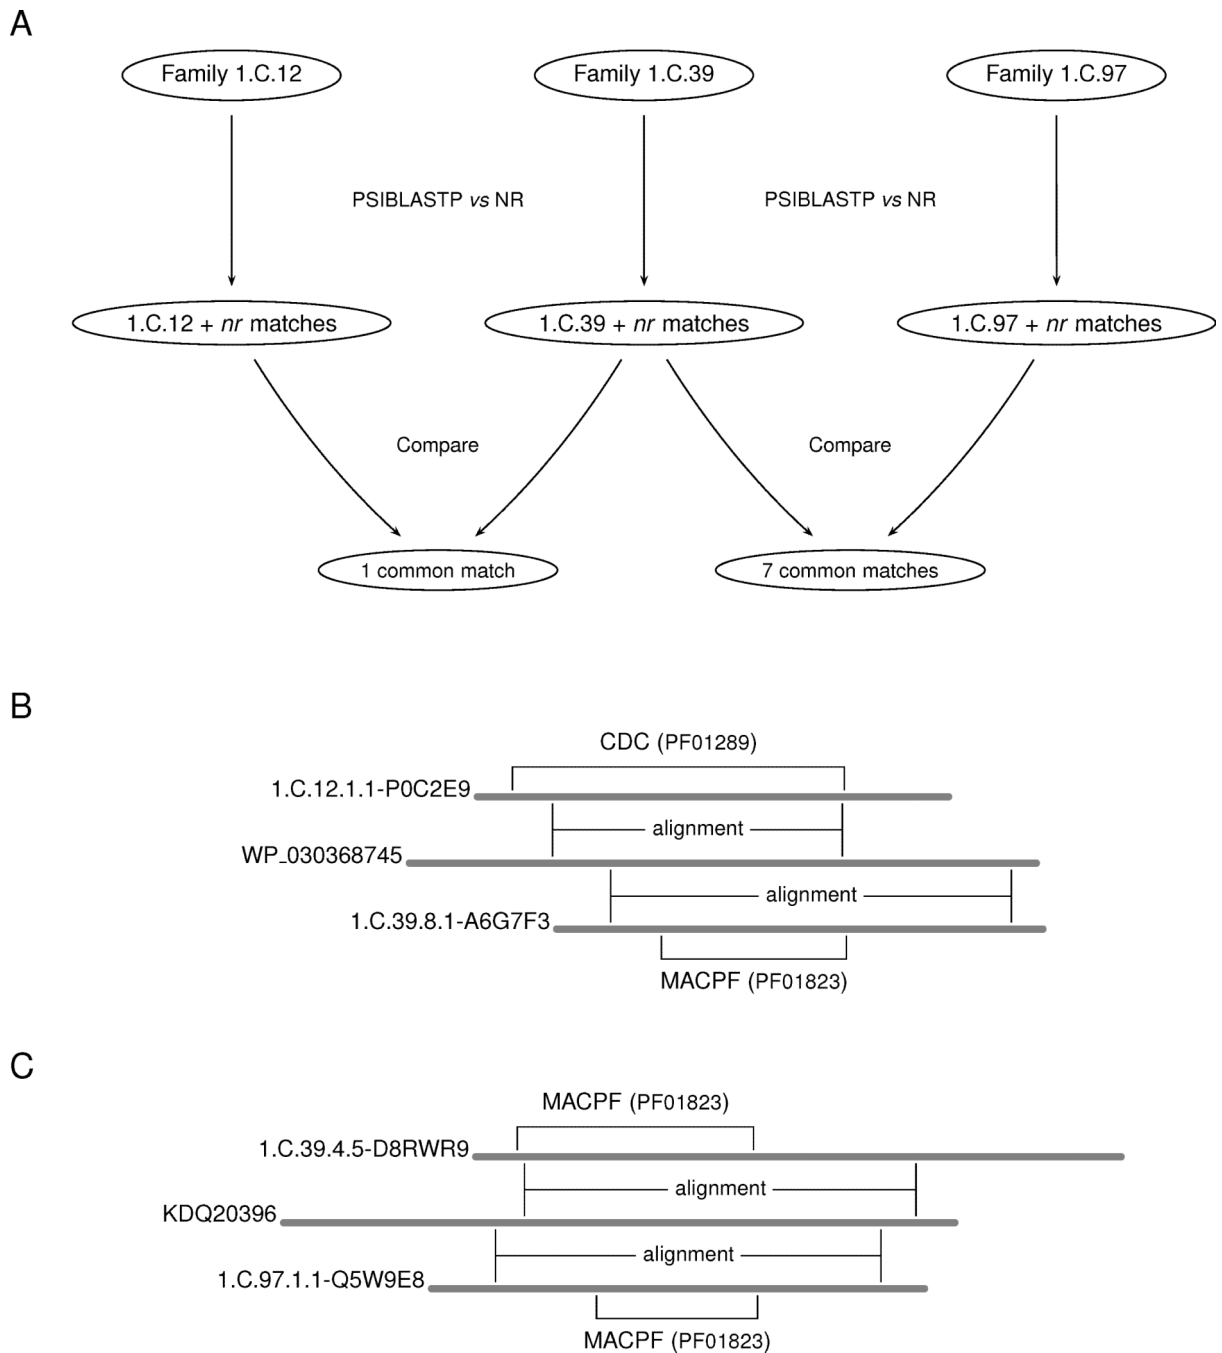 A
Family 1.C.12
Family 1.C.39
Family 1.C.97
PSIBLASTP vs NR
PSIBLASTP vs NR
1.C.12 + nr matches
1.C.39 + nr matches
1.C.97 + nr matches
Compare
Compare
1 common match
7 common matches
B
CDC (PF01289)
1.C.12.1.1-P0C2E9
alignment
WP_030368745
alignment
1.C.39.8.1-A6G7F3
MACPF (PF01823)
C
MACPF (PF01823)
1.C.39.4.5-D8RWR9
alignment
KDQ20396
alignment
1.C.97.1.1-Q5W9E8
MACPF (PF01823)